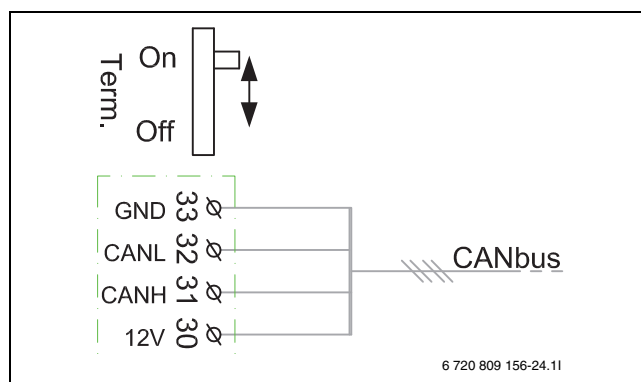 Term.
On
Off
GND 33
CANL 32
CANH 31
12V 30
CANbus
6 720 809 156-24.1I